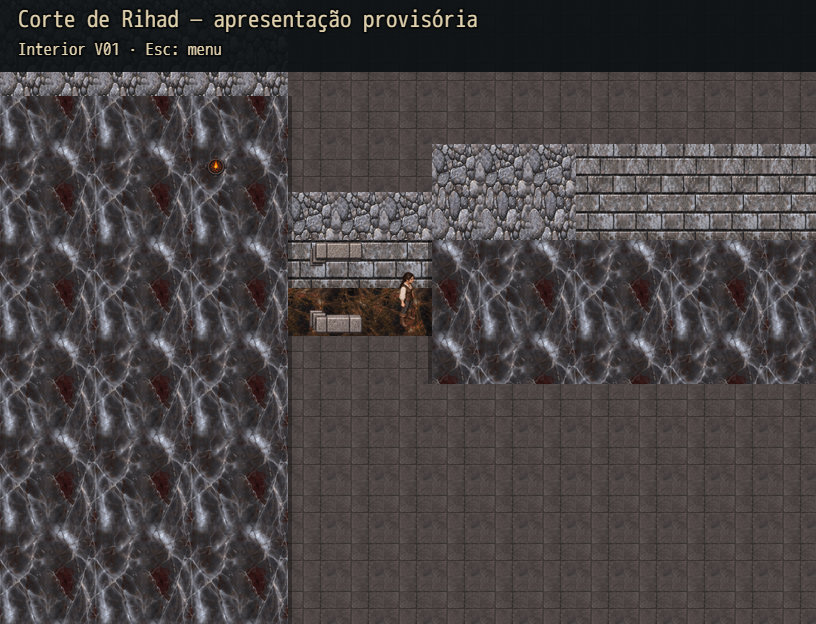 Corte de Rihad — apresentação provisória
Interior V01 · Esc: menu